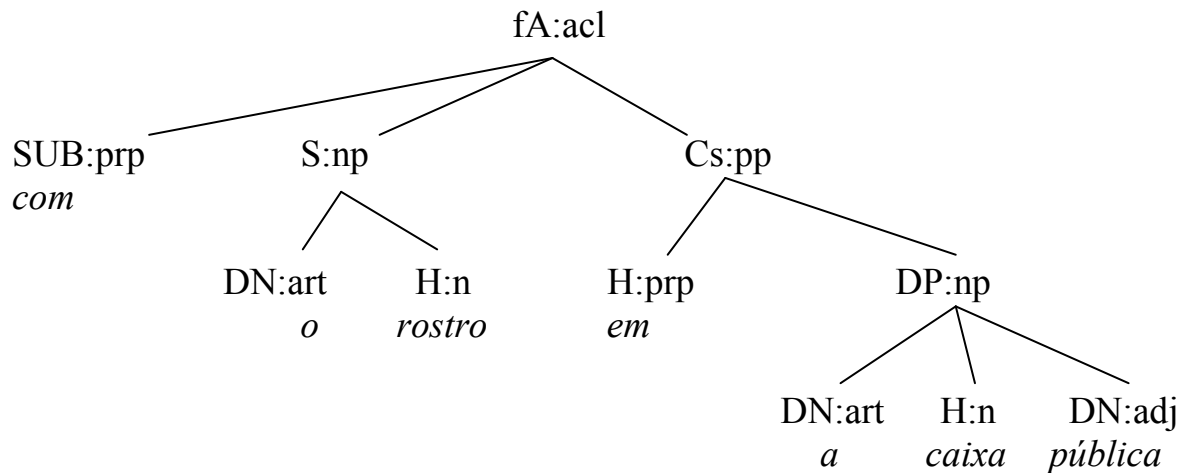 fA:acl
SUB:prp S:np Cs:pp
com
DN:art H:n H:prp DP:np
o rostro em
DN:art H:n DN:adj
a caixa pública